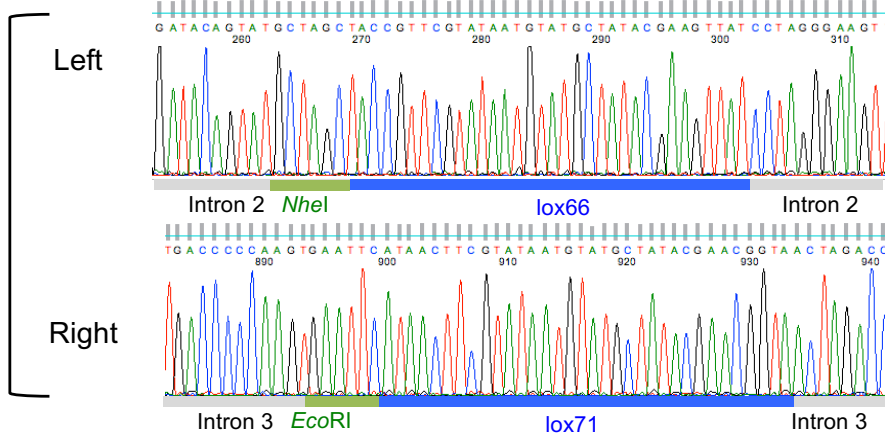 GATACAGTATGCTAGCTACCGTTCGTATAATGTATGCTATACGAAGTTATCCTAGGGAAGT
260 270 280 290 300 310
Left
Intron 2 NheI lox66 Intron 2
TGACCCCCAAGTGAATTCATAACTTCGTATAATGTATGCTATACGAACGGTAACTAGACC
890 900 910 920 930 940
Right
Intron 3 EcoRI lox71 Intron 3